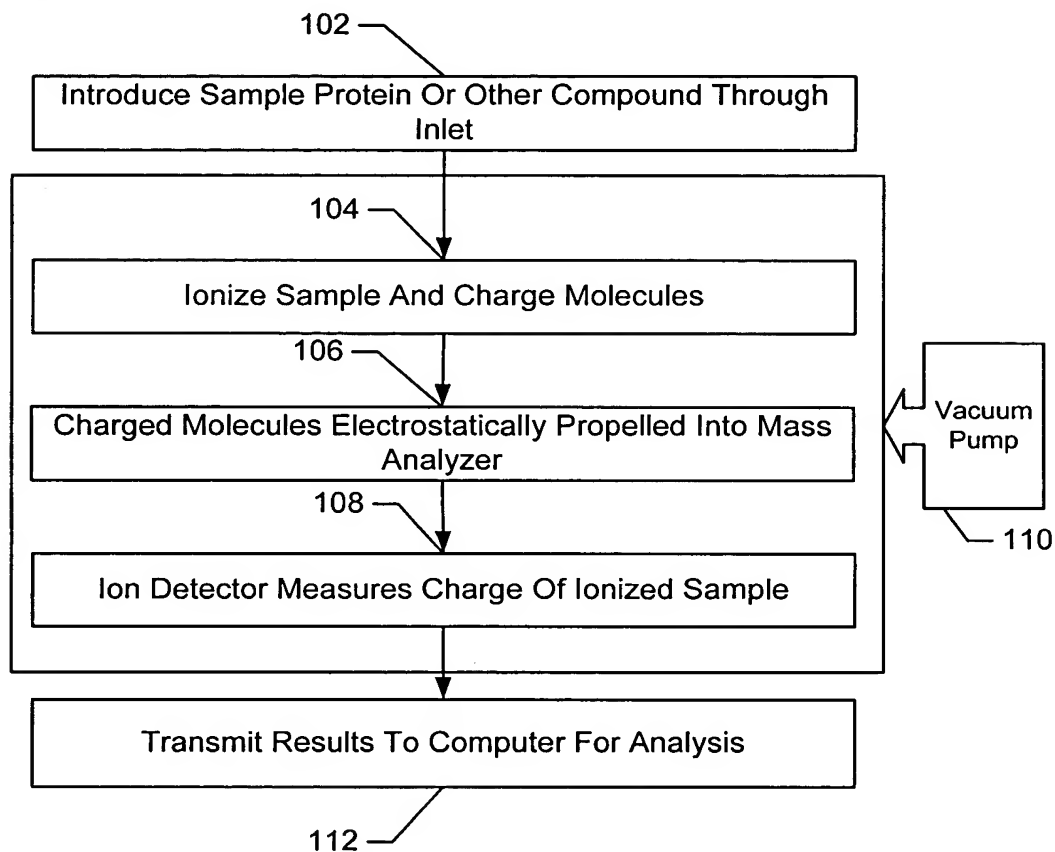 102
Introduce Sample Protein Or Other Compound Through
Inlet
104
Ionize Sample And Charge Molecules
106
Charged Molecules Electrostatically Propelled Into Mass
Analyzer
Vacuum
Pump
108
110
Ion Detector Measures Charge Of Ionized Sample
Transmit Results To Computer For Analysis
112